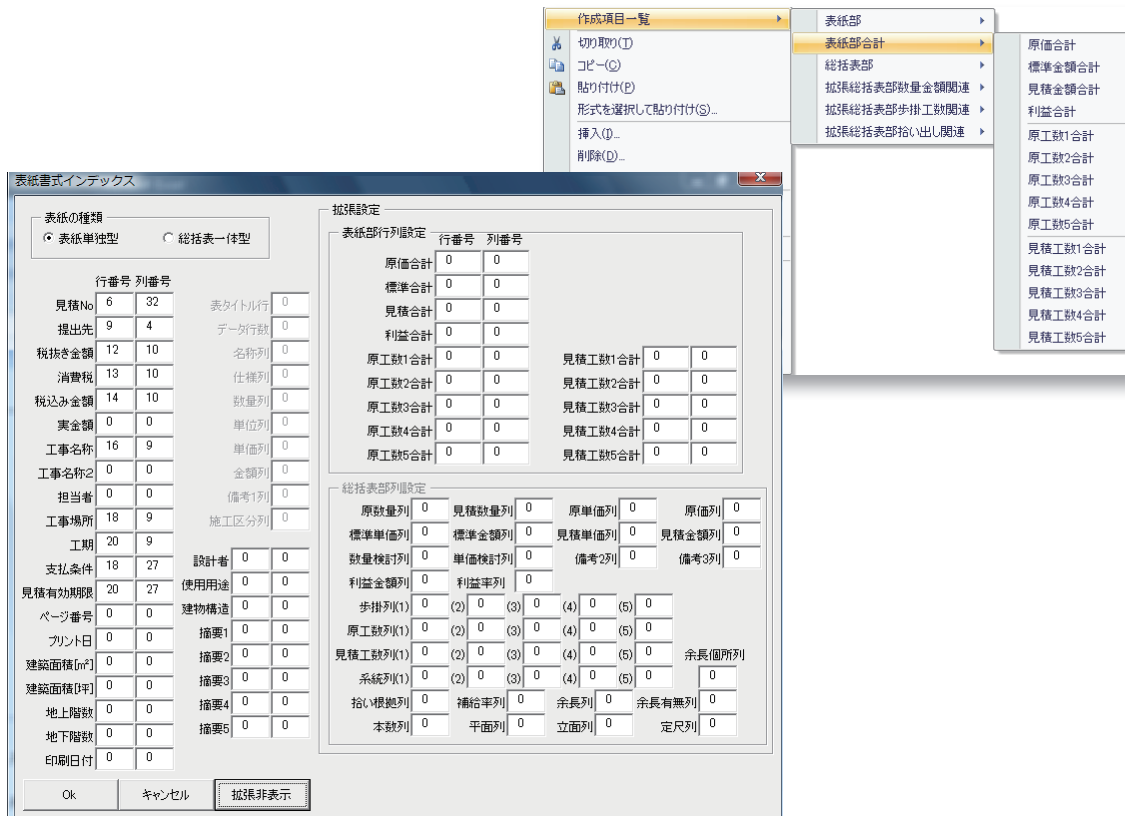 作成項目一覧
切り取り(T)
コピー(C)
貼り付け(P)
形式を選択して貼り付け(S)...
挿入(I)...
削除(D)...
表紙部
表紙部合計
総括表部
拡張総括表部数量金額関連
拡張総括表部歩掛工数関連
拡張総括表部拾い出し関連
原価合計
標準金額合計
見積金額合計
利益合計
原工数1合計
原工数2合計
原工数3合計
原工数4合計
原工数5合計
見積工数1合計
見積工数2合計
見積工数3合計
見積工数4合計
見積工数5合計
表紙書式インデックス
表紙の種類
表紙単独型 総括表一体型
行番号 列番号
見積No 6 32
提出先 9 4
税抜き金額 12 10
消費税 13 10
税込み金額 14 10
実金額 0 0
工事名称 16 9
工事名称2 0 0
担当者 0 0
工事場所 18 9
工期 20 9
支払条件 18 27
見積有効期限 20 27
ページ番号 0 0
プリント日 0 0
建築面積[㎡] 0 0
建築面積[坪] 0 0
地上階数 0 0
地下階数 0 0
印刷日付 0 0
表タイトル行 0
データ行数 0
名称列 0
仕様列 0
数量列 0
単位列 0
単価列 0
金額列 0
備考1列 0
施工区分列 0
設計者 0 0
使用用途 0 0
建物構造 0 0
摘要1 0 0
摘要2 0 0
摘要3 0 0
摘要4 0 0
摘要5 0 0
拡張設定
表紙部行列設定
行番号 列番号
原価合計 0 0
標準合計 0 0
見積合計 0 0
利益合計 0 0
原工数1合計 0 0 見積工数1合計 0 0
原工数2合計 0 0 見積工数2合計 0 0
原工数3合計 0 0 見積工数3合計 0 0
原工数4合計 0 0 見積工数4合計 0 0
原工数5合計 0 0 見積工数5合計 0 0
総括表部列設定
原数量列 0 見積数量列 0 原単価列 0 原価列 0
標準単価列 0 標準金額列 0 見積単価列 0 見積金額列 0
数量検討列 0 単価検討列 0 備考2列 0 備考3列 0
利益金額列 0 利益率列 0
歩掛列(1) 0 (2) 0 (3) 0 (4) 0 (5) 0
原工数列(1) 0 (2) 0 (3) 0 (4) 0 (5) 0
見積工数列(1) 0 (2) 0 (3) 0 (4) 0 (5) 0 余長個所列
系統列(1) 0 (2) 0 (3) 0 (4) 0 (5) 0 0
拾い根拠列 0 補給率列 0 余長列 0 余長有無列 0
本数列 0 平面列 0 立面列 0 定尺列 0
Ok キャンセル 拡張非表示